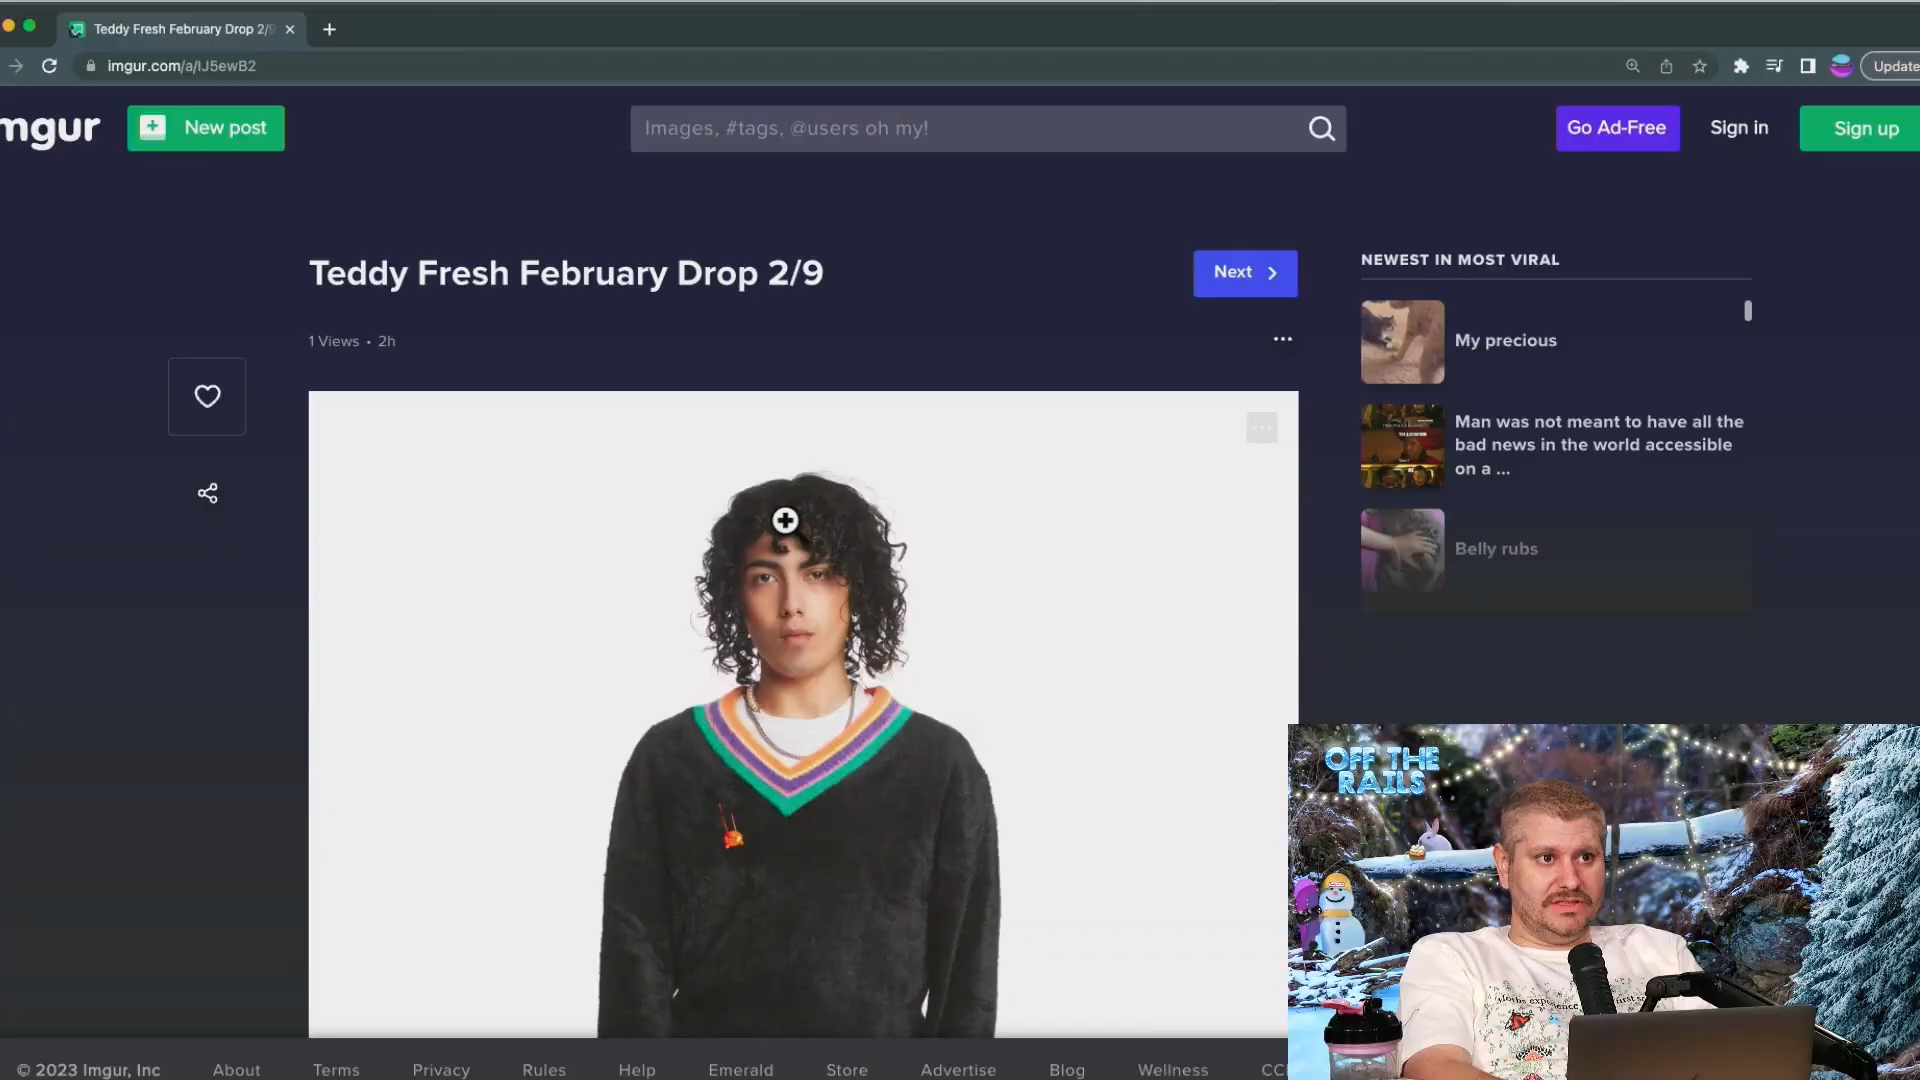 Teddy Fresh February Drop 2/9
imgur.com/a/IJ5ewB2
Update
mgur
New post
Images, #tags, @users oh my!
Go Ad-Free
Sign in
Sign up
Teddy Fresh February Drop 2/9
Next
1 Views • 2h
NEWEST IN MOST VIRAL
My precious
Man was not meant to have all the
bad news in the world accessible
on a ...
Belly rubs
OFF THE
RAILS
© 2023 Imgur, Inc
About
Terms
Privacy
Rules
Help
Emerald
Store
Advertise
Blog
Wellness
CC